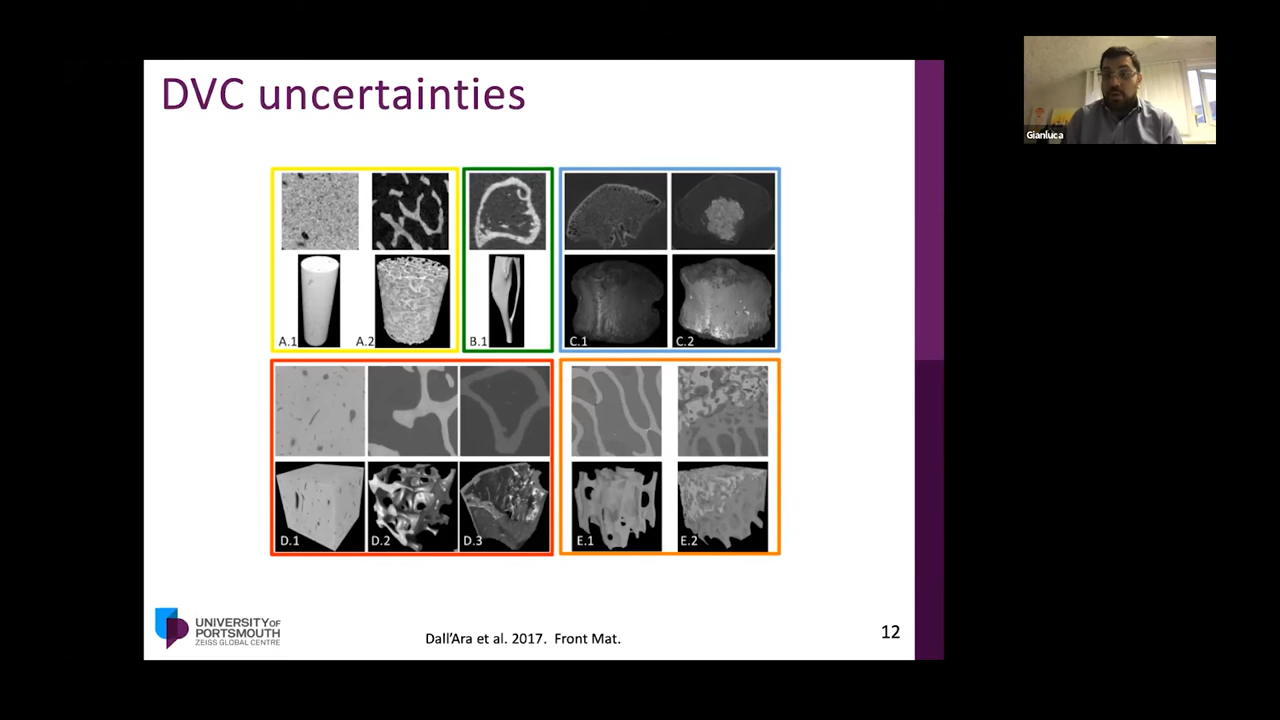 DVC uncertainties
Gianluca
A.1
A.2
B.1
C.1
C.2
D.1
D.2
D.3
E.1
E.2
UNIVERSITY OF
PORTSMOUTH
ZEISS GLOBAL CENTRE
Dall'Ara et al. 2017. Front Mat.
12